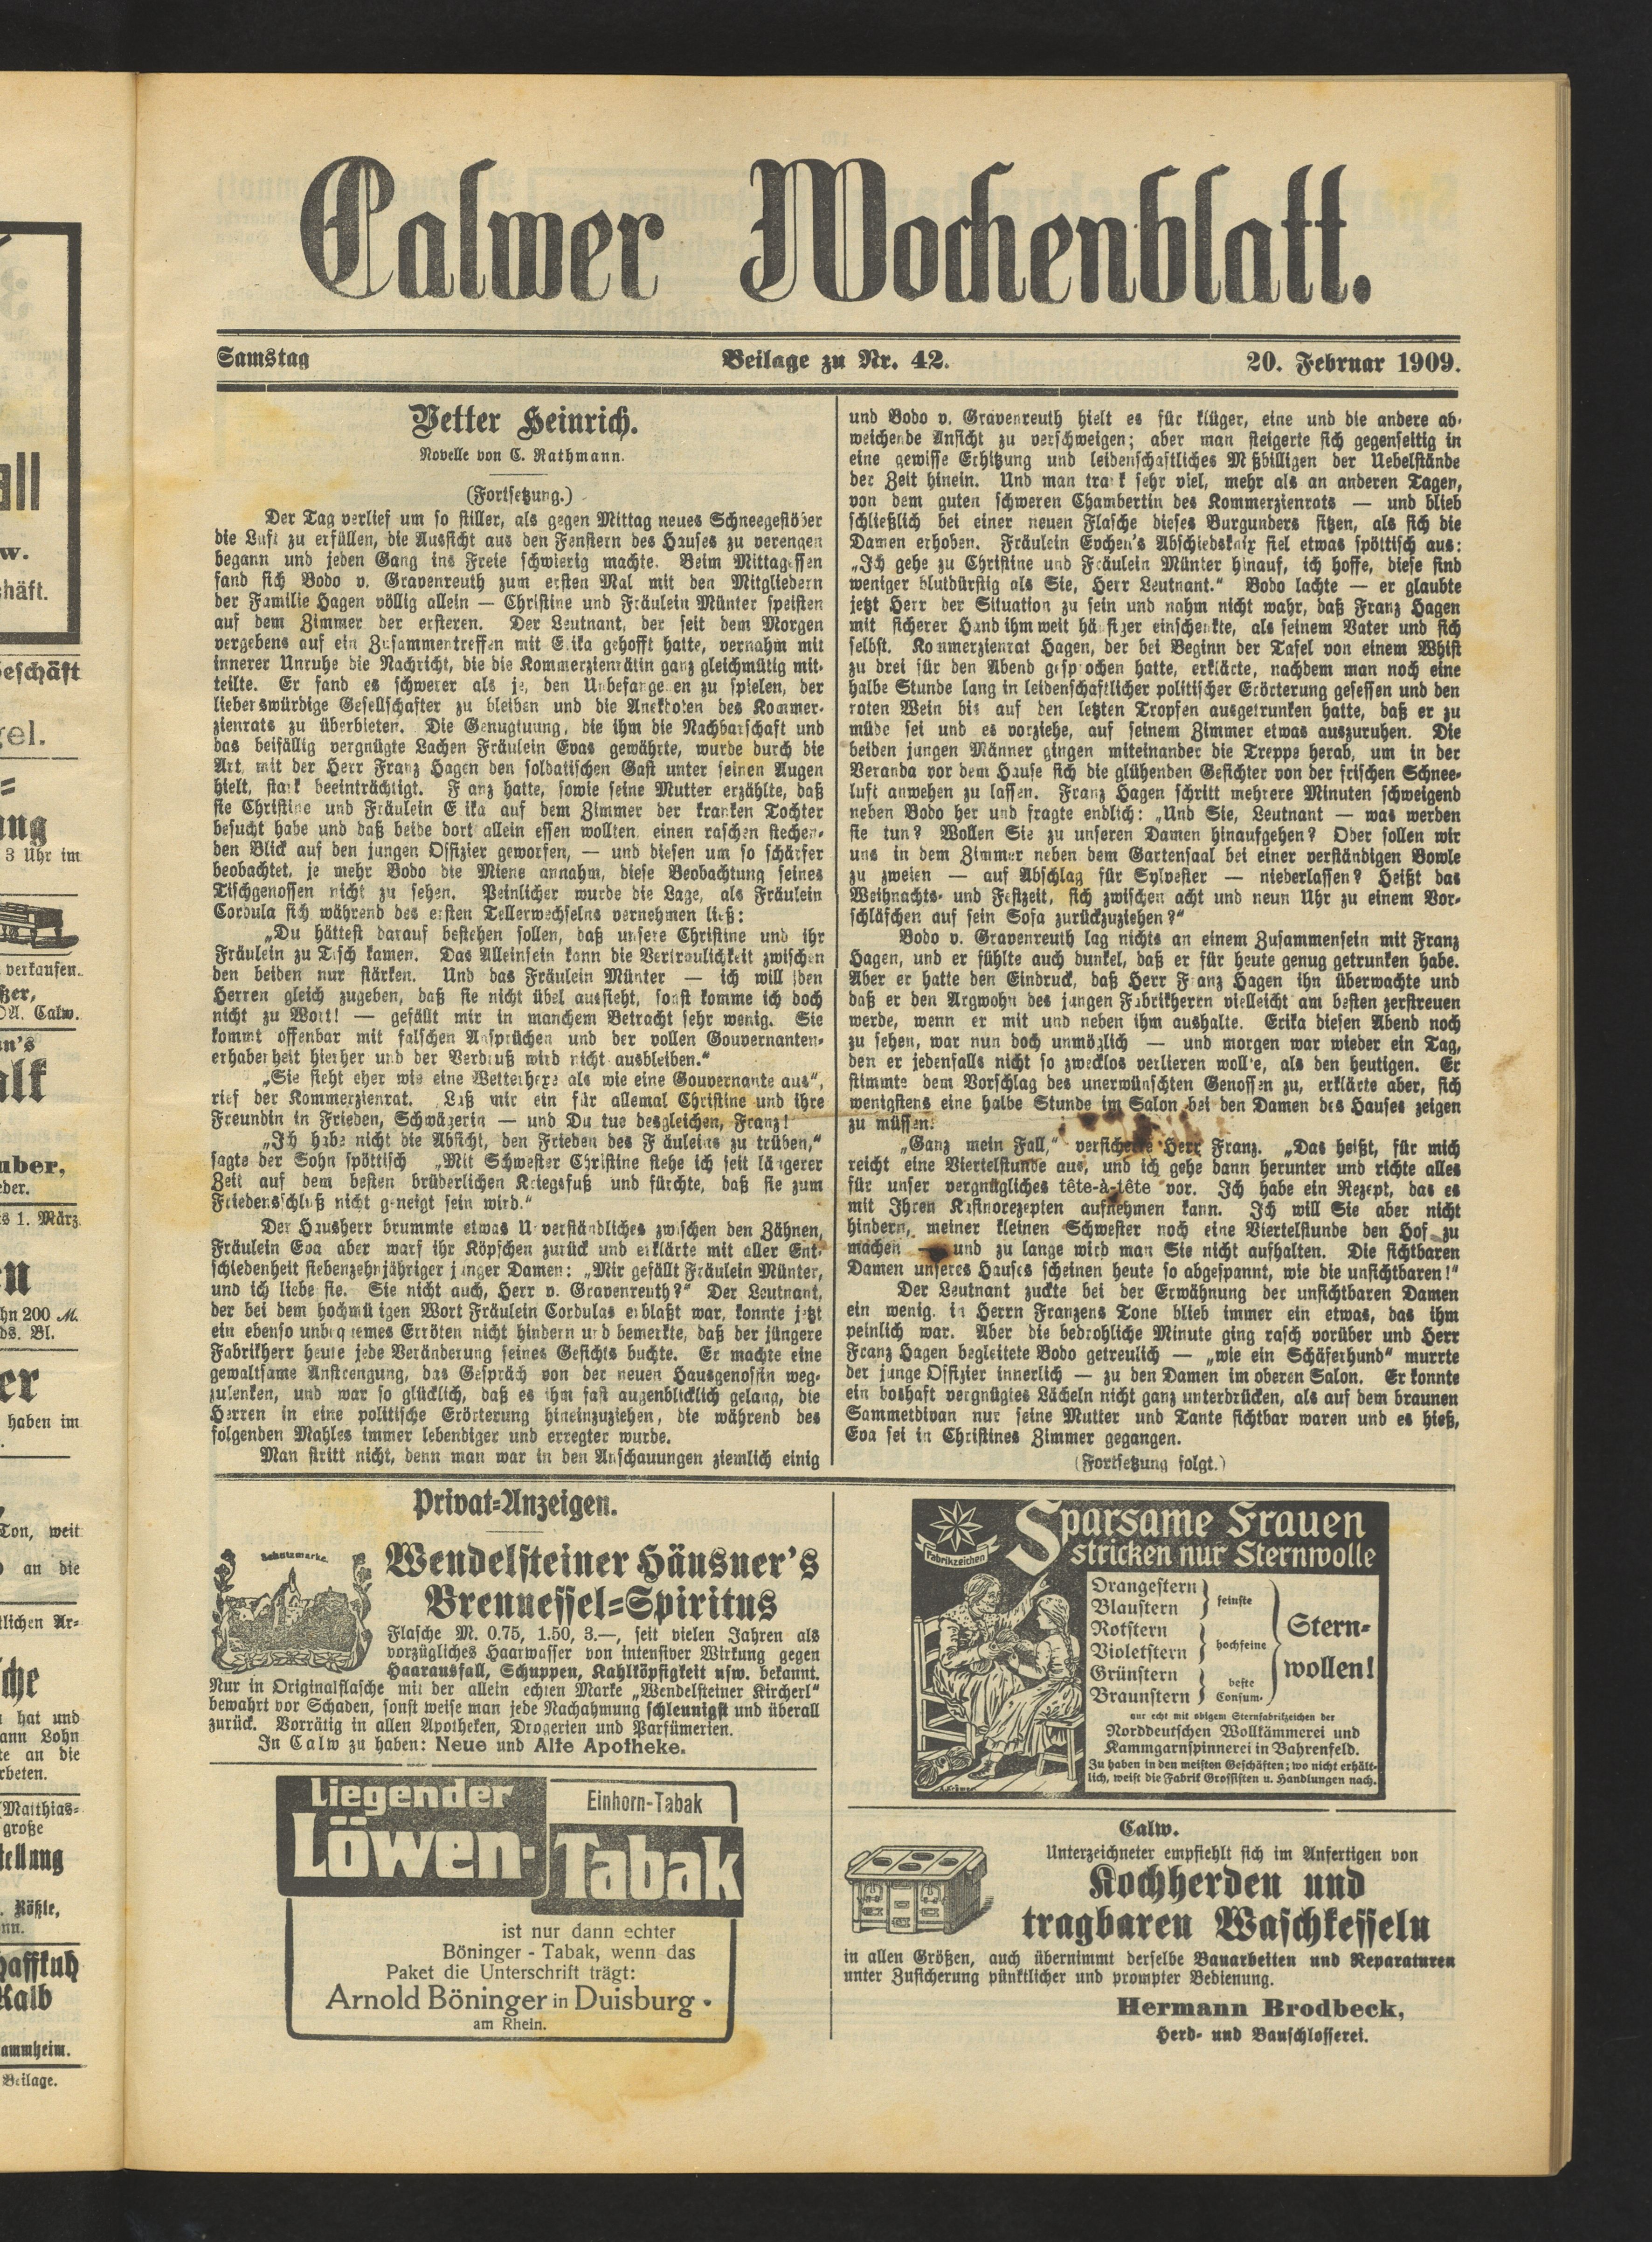 Calwer Wochenblatt.
Samstag Beilage zu Nr. 42. 20. Februar 1909.
Vetter Heinrich.
Novelle von C. Rathmann.
(Fortsetzung.)
Der Tag verlief um so stiller, als gegen Mittag neues Schneegestöber
die Luft zu erfüllen, die Aussicht aus den Fenstern des Hauses zu verengen
begann und jeden Gang ins Freie schwierig machte. Beim Mittagessen
fand sich Bodo v. Gravenreuth zum ersten Mal mit den Mitgliedern
der Familie Hagen völlig allein — Christine und Fräulein Münter speisten
auf dem Zimmer der ersteren. Der Leutnant, der seit dem Morgen
vergebens auf ein Zusammentreffen mit Erika gehofft hatte, vernahm mit
innerer Unruhe die Nachricht, die die Kommerzienrätin ganz gleichmütig mit-
teilte. Er fand es schwerer als je, den Unbefangenen zu spielen, der
liebenswürdige Gesellschafter zu bleiben und die Anekdoten des Kommer-
zienrats zu überbieten. Die Genugtuung, die ihm die Nachbarschaft und
das beifällig vergnügte Lachen Fräulein Evas gewährte, wurde durch die
Art, mit der Herr Franz Hagen den soldatischen Gast unter seinen Augen
hielt, stark beeinträchtigt. Franz hatte, sowie seine Mutter erzählte, daß
sie Christine und Fräulein Erika auf dem Zimmer der kranken Tochter
besucht habe und daß beide dort allein essen wollten, einen raschen stechen-
den Blick auf den jungen Offizier geworfen, — und diesen um so schärfer
beobachtet, je mehr Bodo die Miene annahm, diese Beobachtung seines
Tischgenossen nicht zu sehen. Peinlicher wurde die Lage, als Fräulein
Cordula sich während des ersten Tellerwechselns vernehmen ließ:
„Du hättest darauf bestehen sollen, daß unsere Christine und ihr
Fräulein zu Tisch kamen. Das Alleinsein kann die Vertraulichkeit zwischen
den beiden nur stärken. Und das Fräulein Münter — ich will den
Herren gleich zugeben, daß sie nicht übel aussieht, sonst komme ich doch
nicht zu Wort! — gefällt mir in manchem Betracht sehr wenig. Sie
kommt offenbar mit falschen Ansprüchen und der vollen Gouvernanten-
erhabenheit hierher und der Verdruß wird nicht ausbleiben.“
„Sie sieht eher wie eine Wetterhexe als wie eine Gouvernante aus“,
rief der Kommerzienrat. Laß mir ein für allemal Christine und ihre
Freundin in Frieden, Schwägerin — und Du tue desgleichen, Franz!
„Ich habe nicht die Absicht, den Frieden des Fräuleins zu trüben,“
sagte der Sohn spöttisch „Mit Schwester Christine stehe ich seit längerer
Zeit auf dem besten brüderlichen Kriegsfuß und fürchte, daß sie zum
Friedensschluß nicht geneigt sein wird.“
Der Hausherr brummte etwas Unverständliches zwischen den Zähnen,
Fräulein Eva aber warf ihr Köpfchen zurück und erklärte mit aller Ent-
schiedenheit siebenzehnjähriger junger Damen: „Mir gefällt Fräulein Münter,
und ich liebe sie. Sie nicht auch, Herr v. Gravenreuth?“ Der Leutnant,
der bei dem hochmütigen Wort Fräulein Cordulas erblaßt war, konnte jetzt
ein ebenso unbequemes Erröten nicht hindern und bemerkte, daß der jüngere
Fabrikherr heute jede Veränderung seines Gesichts buchte. Er machte eine
gewaltsame Anstrengung, das Gespräch von der neuen Hausgenossin weg-
zulenken, und war so glücklich, daß es ihm fast augenblicklich gelang, die
Herren in eine politische Erörterung hineinzuziehen, die während des
folgenden Mahles immer lebendiger und erregter wurde.
Man stritt nicht, denn man war in den Anschauungen ziemlich einig
und Bodo v. Gravenreuth hielt es für klüger, eine und die andere ab-
weichende Ansicht zu verschweigen; aber man steigerte sich gegenseitig in
eine gewisse Erhitzung und leidenschaftliches Mißbilligen der Uebelstände
der Zeit hinein. Und man trank sehr viel, mehr als an anderen Tagen,
von dem guten schweren Chambertin des Kommerzienrats — und blieb
schließlich bei einer neuen Flasche dieses Burgunders sitzen, als sich die
Damen erhoben. Fräulein Evchen's Abschiedsknix fiel etwas spöttisch aus:
„Ich gehe zu Christine und Fräulein Münter hinauf, ich hoffe, diese sind
weniger blutdürstig als Sie, Herr Leutnant.“ Bodo lachte — er glaubte
jetzt Herr der Situation zu sein und nahm nicht wahr, daß Franz Hagen
mit sicherer Hand ihm weit häufiger einschenkte, als seinem Vater und sich
selbst. Kommerzienrat Hagen, der bei Beginn der Tafel von einem Whist
zu drei für den Abend gesprochen hatte, erklärte, nachdem man noch eine
halbe Stunde lang in leidenschaftlicher politischer Erörterung gesessen und den
roten Wein bis auf den letzten Tropfen ausgetrunken hatte, daß er zu
müde sei und es vorziehe, auf seinem Zimmer etwas auszuruhen. Die
beiden jungen Männer gingen miteinander die Treppe herab, um in der
Veranda vor dem Hause sich die glühenden Gesichter von der frischen Schnee-
luft anwehen zu lassen. Franz Hagen schritt mehrere Minuten schweigend
neben Bodo her und fragte endlich: „Und Sie, Leutnant — was werden
sie tun? Wollen Sie zu unseren Damen hinaufgehen? Oder sollen wir
uns in dem Zimmer neben dem Gartensaal bei einer verständigen Bowle
zu zweien — auf Abschlag für Sylvester — niederlassen? Heißt das
Weihnachts- und Festzeit, sich zwischen acht und neun Uhr zu einem Vor-
schläfchen auf sein Sofa zurückzuziehen?“
Bodo v. Gravenreuth lag nichts an einem Zusammensein mit Franz
Hagen, und er fühlte auch dunkel, daß er für heute genug getrunken habe.
Aber er hatte den Eindruck, daß Herr Franz Hagen ihn überwachte und
daß er den Argwohn des jungen Fabrikherrn vielleicht am besten zerstreuen
werde, wenn er mit und neben ihm aushalte. Erika diesen Abend noch
zu sehen, war nun doch unmöglich — und morgen war wieder ein Tag,
den er jedenfalls nicht so zwecklos verlieren wollte, als den heutigen. Er
stimmte dem Vorschlag des unerwünschten Genossen zu, erklärte aber, sich
wenigstens eine halbe Stunde im Salon bei den Damen des Hauses zeigen
zu müssen.
„Ganz mein Fall,“ versicherte Herr Franz. „Das heißt, für mich
reicht eine Viertelstunde aus, und ich gehe dann herunter und richte alles
für unser vergnügliches tête-à-tête vor. Ich habe ein Rezept, das es
mit Ihren Kasinorezepten aufnehmen kann. Ich will Sie aber nicht
hindern, meiner kleinen Schwester noch eine Viertelstunde den Hof zu
machen — und zu lange wird man Sie nicht aufhalten. Die sichtbaren
Damen unseres Hauses scheinen heute so abgespannt, wie die unsichtbaren!“
Der Leutnant zuckte bei der Erwähnung der unsichtbaren Damen
ein wenig. in Herrn Franzens Tone blieb immer ein etwas, das ihm
peinlich war. Aber die bedrohliche Minute ging rasch vorüber und Herr
Franz Hagen begleitete Bodo getreulich — „wie ein Schäferhund“ murrte
der junge Offizier innerlich — zu den Damen im oberen Salon. Er konnte
ein boshaft vergnügtes Lächeln nicht ganz unterdrücken, als auf dem braunen
Sammetdivan nur seine Mutter und Tante sichtbar waren und es hieß,
Eva sei in Christines Zimmer gegangen.
(Fortsetzung folgt.)
Privat-Anzeigen.
Schutzmarke.
Wendelsteiner Häusner's
Brennessel-Spiritus
Flasche M. 0.75, 1.50, 3.—, seit vielen Jahren als
vorzügliches Haarwasser von intensiver Wirkung gegen
Haarausfall, Schuppen, Kahlköpfigkeit usw. bekannt.
Nur in Originalflasche mit der allein echten Marke „Wendelsteiner Kircherl“
bewahrt vor Schaden, sonst weise man jede Nachahmung schleunigst und überall
zurück. Vorrätig in allen Apotheken, Drogerien und Parfümerien.
In Calw zu haben: Neue und Alte Apotheke.
Liegender
Löwen-
Einhorn-Tabak
Tabak
ist nur dann echter
Böninger - Tabak, wenn das
Paket die Unterschrift trägt:
Arnold Böninger in Duisburg
am Rhein.
Fabrikzeichen
Sparsame Frauen
stricken nur Sternwolle
Orangestern
Blaustern
feinste
Rotstern
Violetstern
hochfeine
Grünstern
Braunstern
beste
Consum-
Stern-
wollen!
nur echt mit obigem Sternfabrikzeichen der
Norddeutschen Wollkämmerei und
Kammgarnspinnerei in Bahrenfeld.
Zu haben in den meisten Geschäften; wo nicht erhält-
lich, weist die Fabrik Grossisten u. Handlungen nach.
Calw.
Unterzeichneter empfiehlt sich im Anfertigen von
Kochherden und
tragbaren Waschkesseln
in allen Größen, auch übernimmt derselbe Bauarbeiten und Reparaturen
unter Zusicherung pünktlicher und prompter Bedienung.
Hermann Brodbeck,
Herd- und Bauschlosserei.